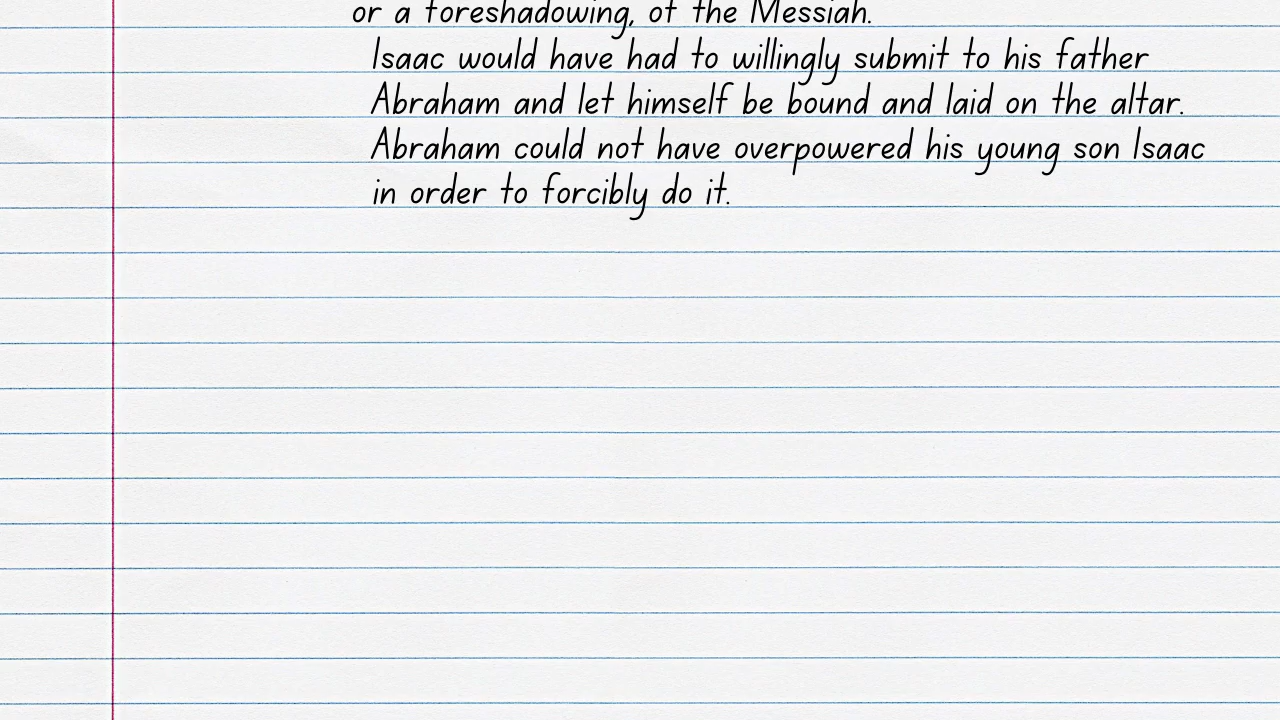 or a foreshadowing, of the Messiah.
Isaac would have had to willingly submit to his father
Abraham and let himself be bound and laid on the altar.
Abraham could not have overpowered his young son Isaac
in order to forcibly do it.